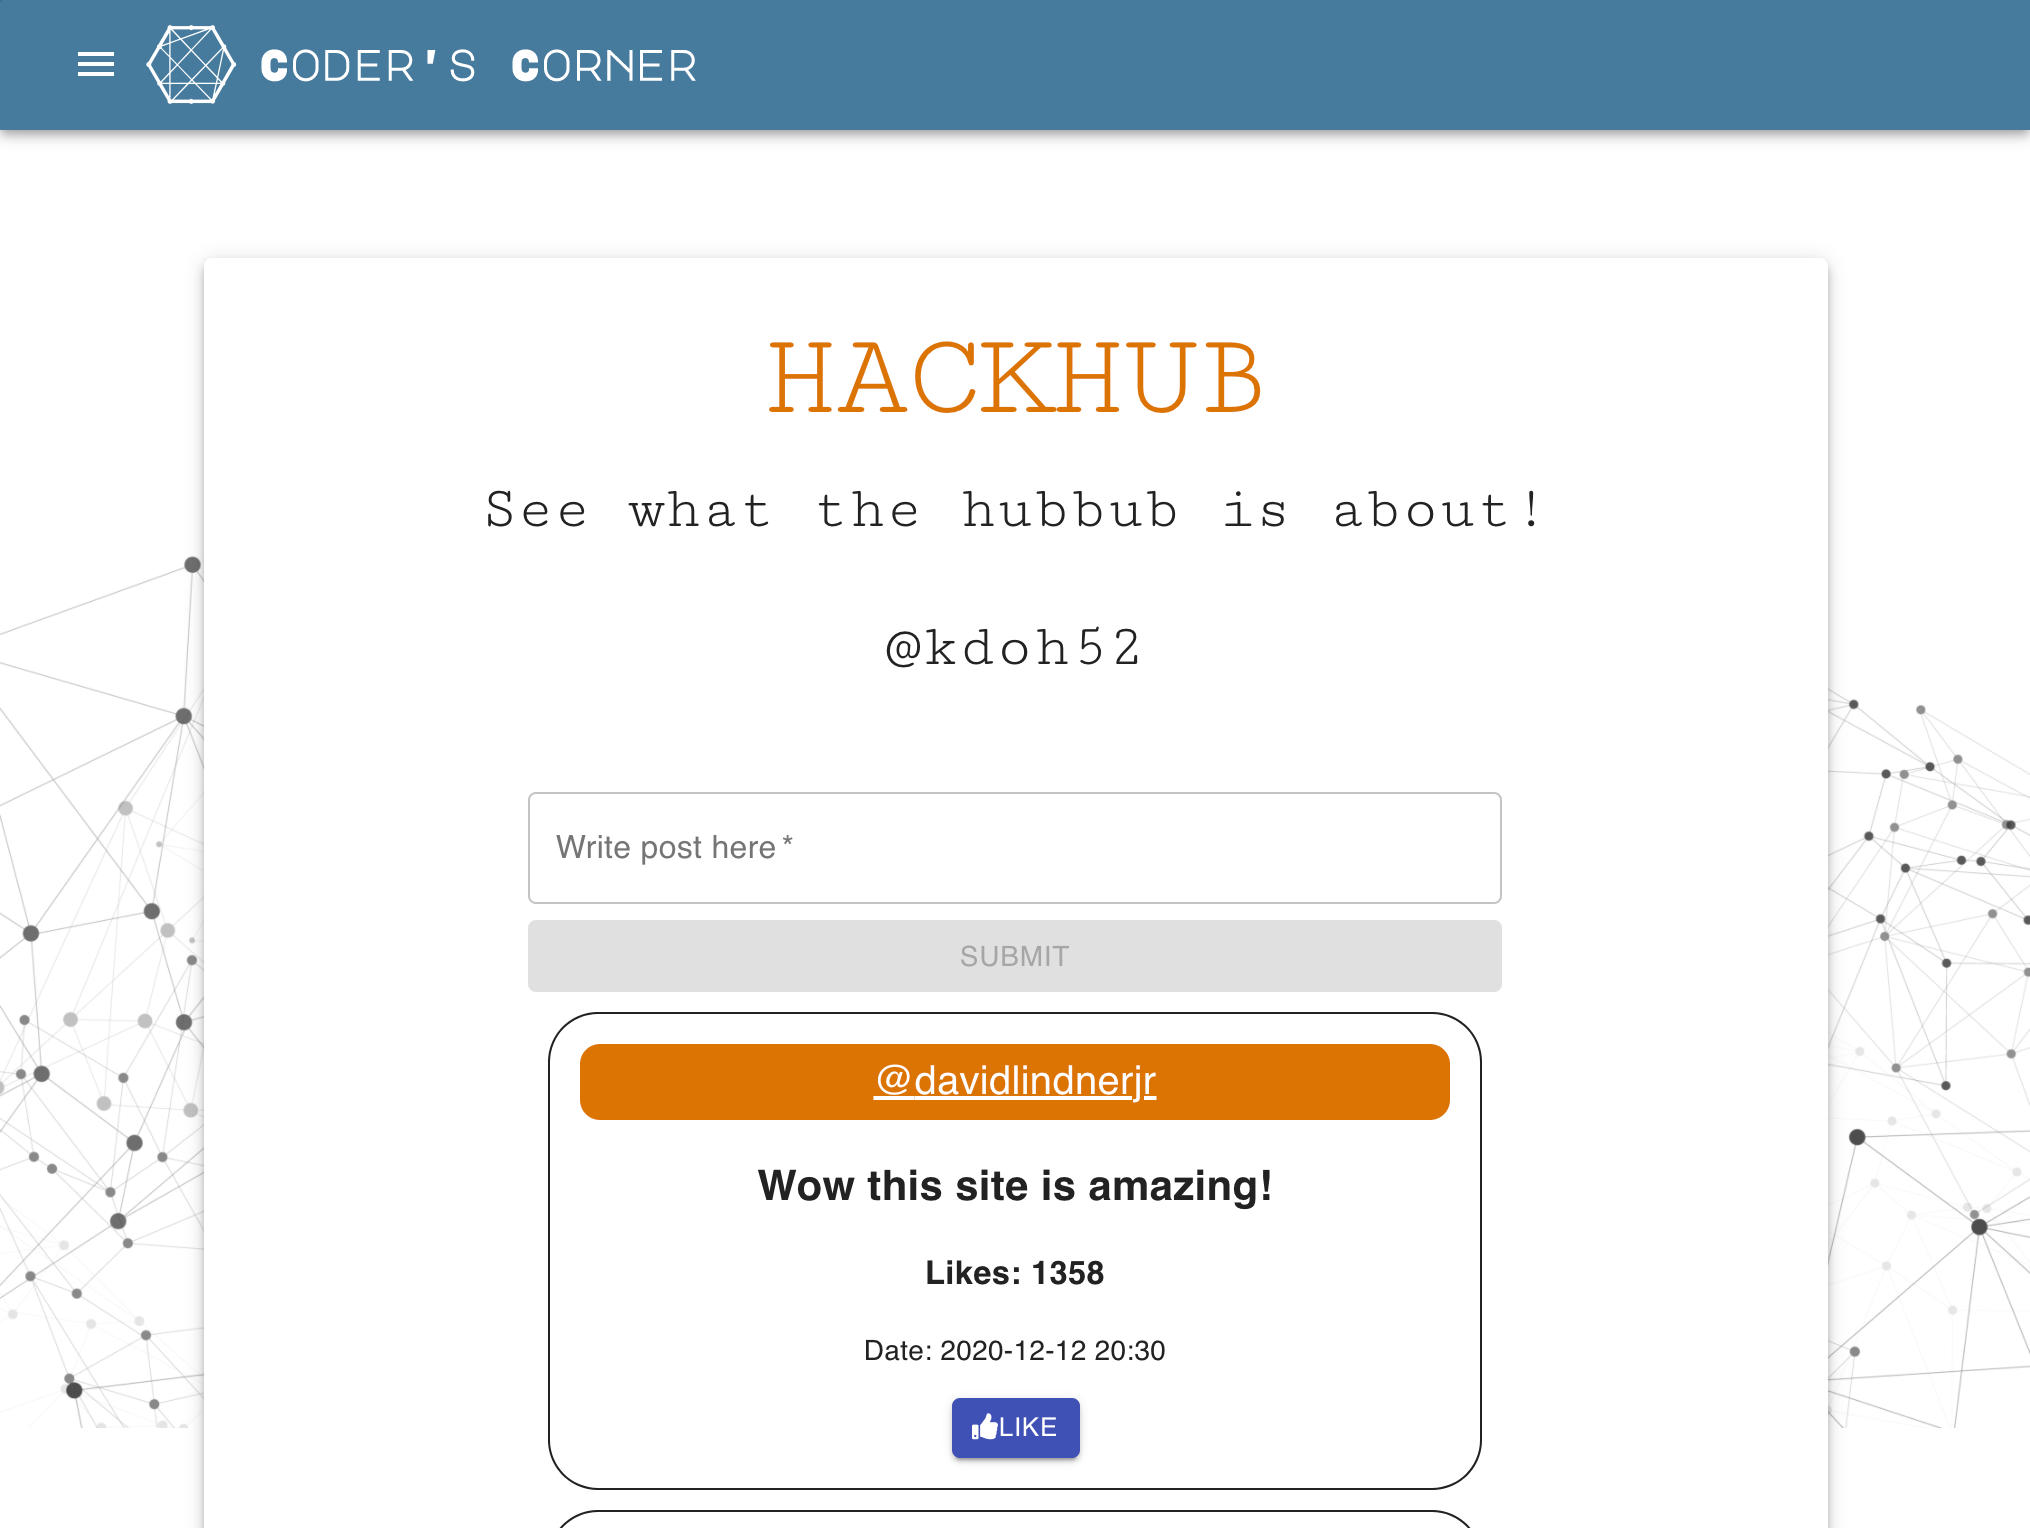 Coder's Corner
HACKHUB
See what the hubbub is about!
@kdoh52
Write post here *
SUBMIT
@davidlindnerjr
Wow this site is amazing!
Likes: 1358
Date: 2020-12-12 20:30
LIKE